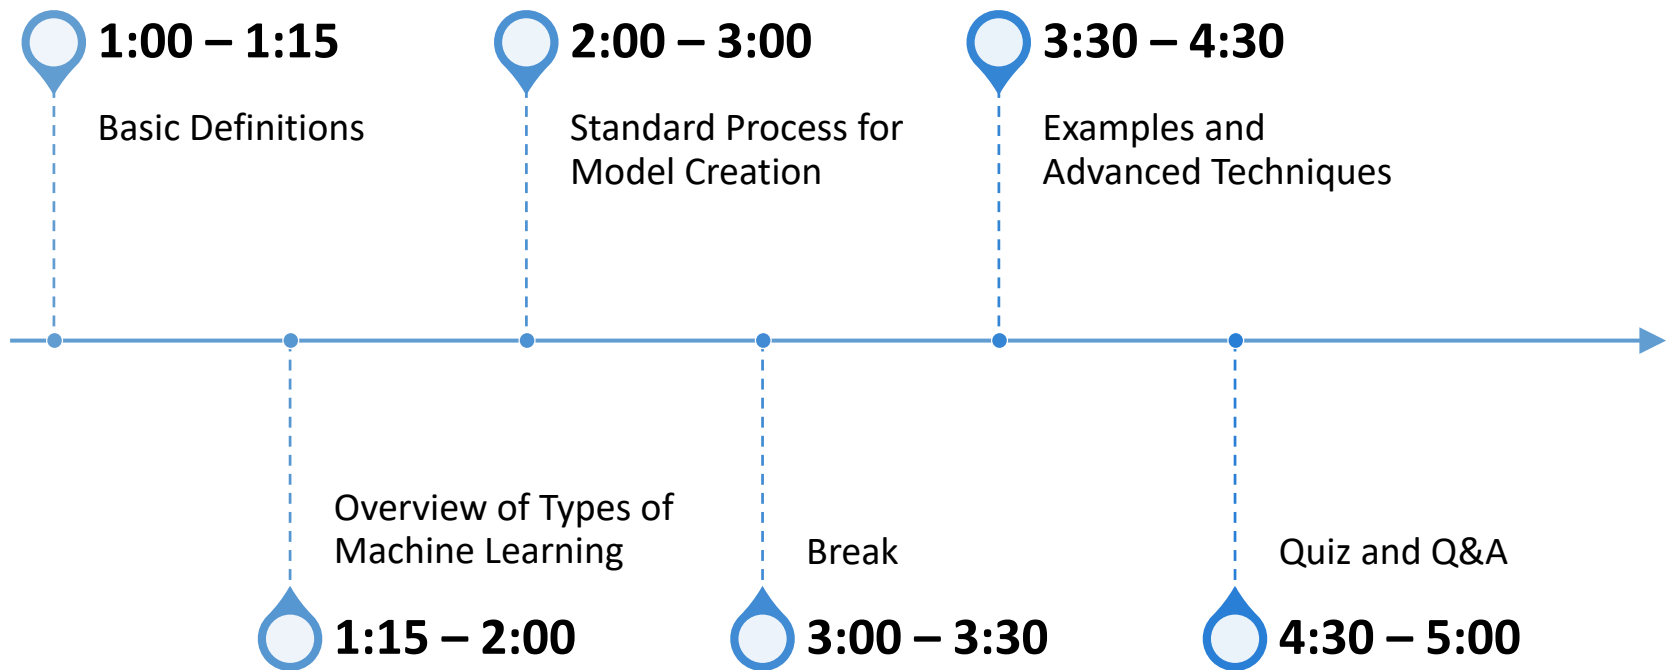 1:00 – 1:15
Basic Definitions
2:00 – 3:00
Standard Process for
Model Creation
3:30 – 4:30
Examples and
Advanced Techniques
Overview of Types of
Machine Learning
1:15 – 2:00
Break
3:00 – 3:30
Quiz and Q&A
4:30 – 5:00